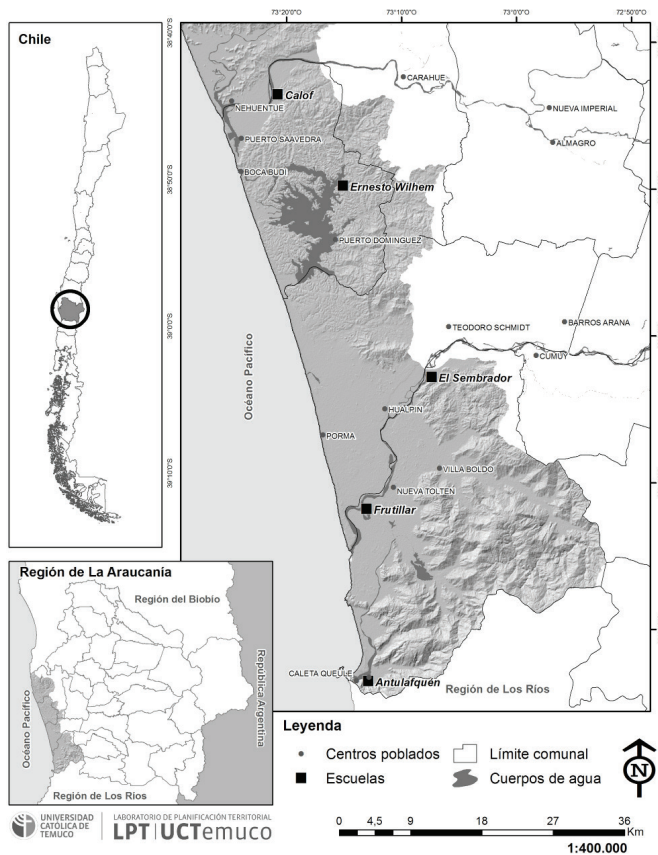 73°20'0"O
73°10'0"O
73°0'0"O
72°50'0"O
38°40'0"S
38°50'0"S
39°0'0"S
39°10'0"S
Chile
CARAHUE
Calof
NEHUENTUE
NUEVA IMPERIAL
PUERTO SAAVEDRA
ALMAGRO
BOCA BUDI
Ernesto Wilhem
PUERTO DOMINGUEZ
TEODORO SCHMIDT
BARROS ARANA
CUMUY
Océano Pacífico
El Sembrador
HUALPIN
PORMA
VILLA BOLDO
NUEVA TOLTEN
Frutillar
CALETA QUEULE
Antulafquén
Región de Los Ríos
Región de La Araucanía
Región del Biobío
República Argentina
Océano Pacífico
Región de Los Ríos
Leyenda
Centros poblados
Límite comunal
Escuelas
Cuerpos de agua
N
0 4,5 9 18 27 36
Km
1:400.000
UNIVERSIDAD
CATÓLICA DE
TEMUCO
LABORATORIO DE PLANIFICACIÓN TERRITORIAL
LPT UCTemuco